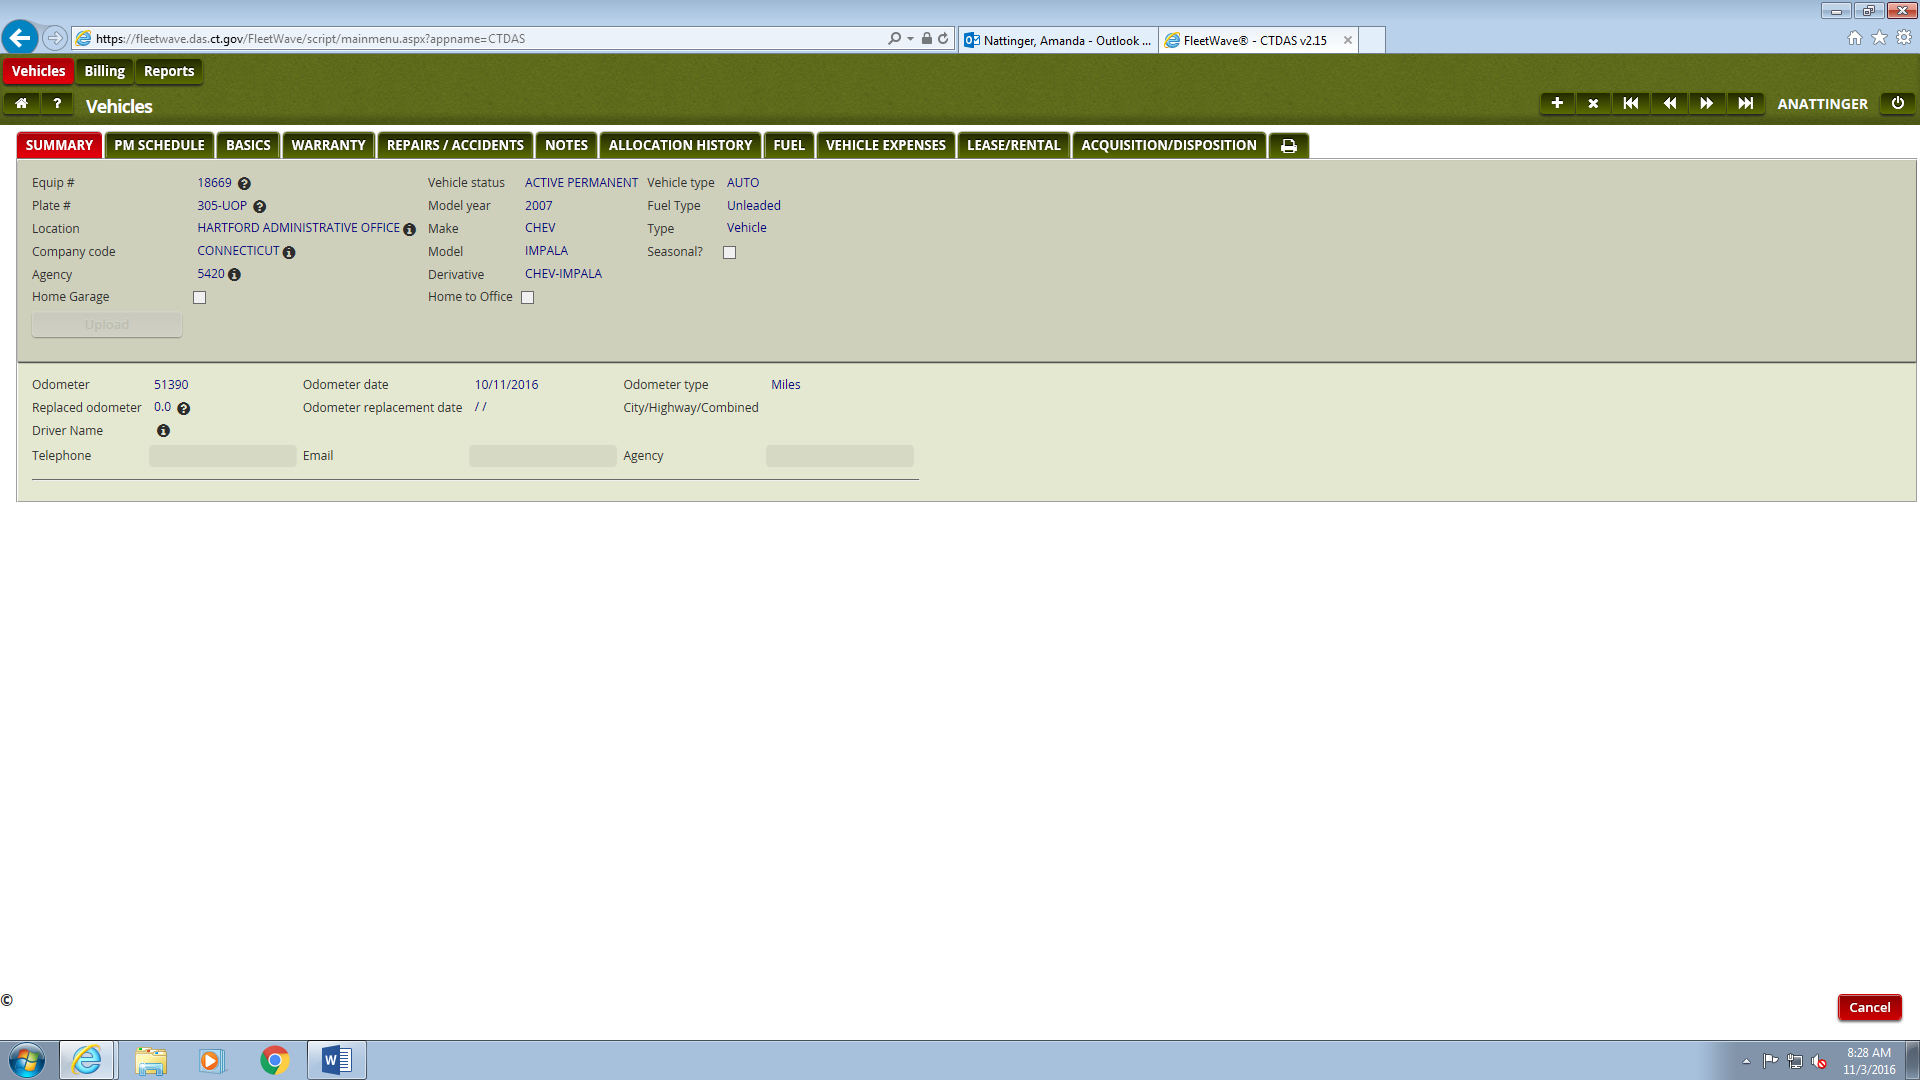 https://fleetwave.das.ct.gov/FleetWave/script/mainmenu.aspx?appname=CTDAS
Nattinger, Amanda - Outlook ...
FleetWave® - CTDAS v2.15
Vehicles Billing Reports
? Vehicles ANATTINGER
SUMMARY PM SCHEDULE BASICS WARRANTY REPAIRS / ACCIDENTS NOTES ALLOCATION HISTORY FUEL VEHICLE EXPENSES LEASE/RENTAL ACQUISITION/DISPOSITION
Equip # 18669 Vehicle status ACTIVE PERMANENT Vehicle type AUTO
Plate # 305-UOP Model year 2007 Fuel Type Unleaded
Location HARTFORD ADMINISTRATIVE OFFICE Make CHEV Type Vehicle
Company code CONNECTICUT Model IMPALA Seasonal?
Agency 5420 Derivative CHEV-IMPALA
Home Garage Home to Office
Upload
Odometer 51390 Odometer date 10/11/2016 Odometer type Miles
Replaced odometer 0.0 Odometer replacement date / / City/Highway/Combined
Driver Name
Telephone Email Agency
©
Cancel
8:28 AM
11/3/2016